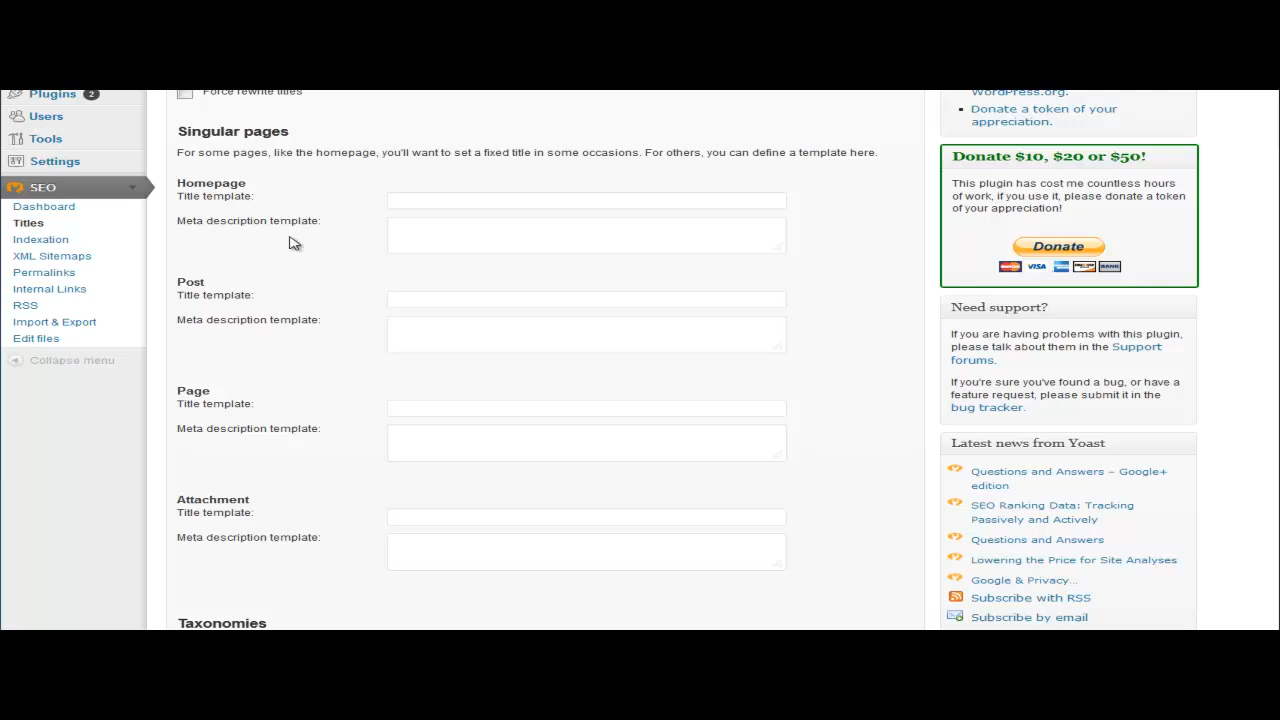 Plugins 2
Users
Tools
Settings
SEO
Dashboard
Titles
Indexation
XML Sitemaps
Permalinks
Internal Links
RSS
Import & Export
Edit files
Collapse menu
Force rewrite titles
Singular pages
For some pages, like the homepage, you'll want to set a fixed title in some occasions. For others, you can define a template here.
Homepage
Title template:
Meta description template:
Post
Title template:
Meta description template:
Page
Title template:
Meta description template:
Attachment
Title template:
Meta description template:
Taxonomies
WordPress.org.
Donate a token of your
appreciation.
Donate $10, $20 or $50!
This plugin has cost me countless hours
of work, if you use it, please donate a token
of your appreciation!
Donate
VISA
BANK
Need support?
If you are having problems with this plugin,
please talk about them in the Support
forums.
If you're sure you've found a bug, or have a
feature request, please submit it in the
bug tracker.
Latest news from Yoast
Questions and Answers – Google+
edition
SEO Ranking Data: Tracking
Passively and Actively
Questions and Answers
Lowering the Price for Site Analyses
Google & Privacy...
Subscribe with RSS
Subscribe by email